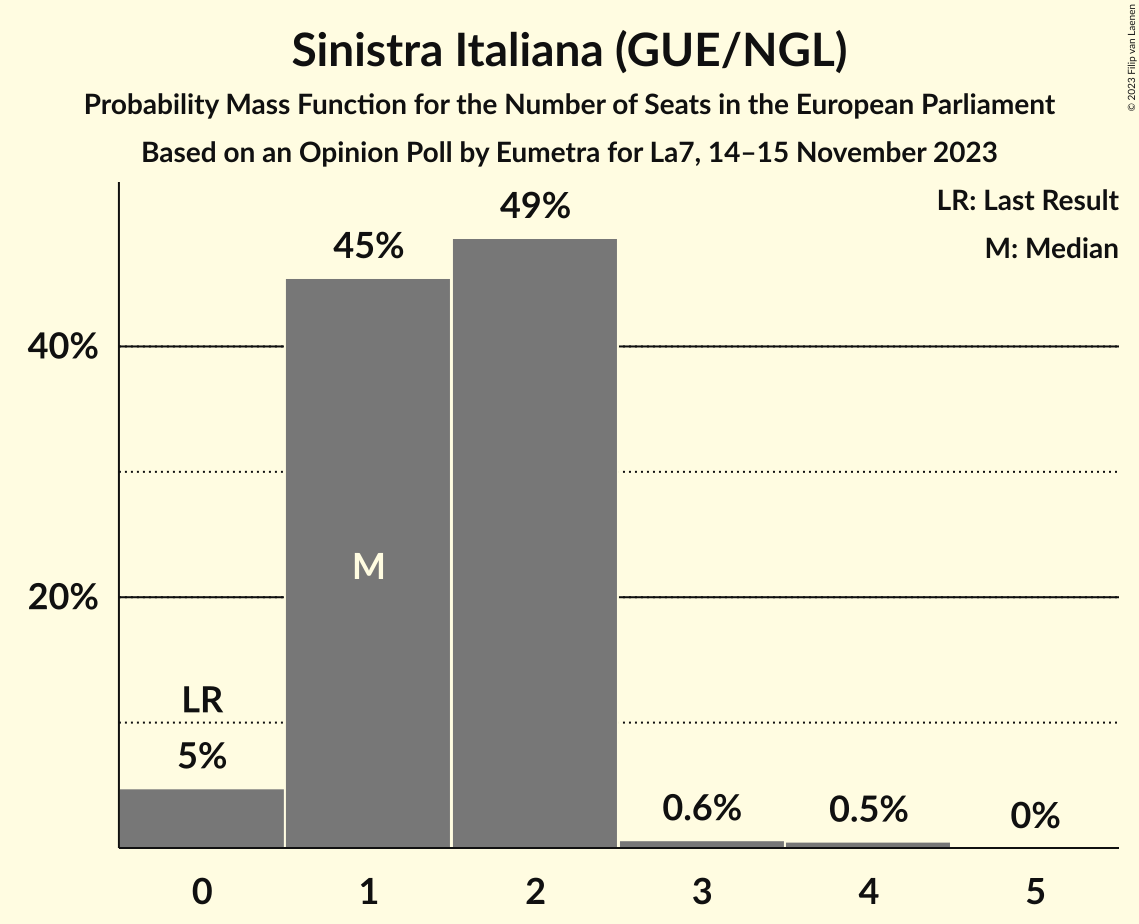 Sinistra Italiana (GUE/NGL)
Probability Mass Function for the Number of Seats in the European Parliament
Based on an Opinion Poll by Eumetra for La7, 14–15 November 2023
© 2023 Filip van Laenen
LR: Last Result
M: Median
49%
45%
40%
M
20%
LR
5%
0.6%
0.5%
0%
0 1 2 3 4 5